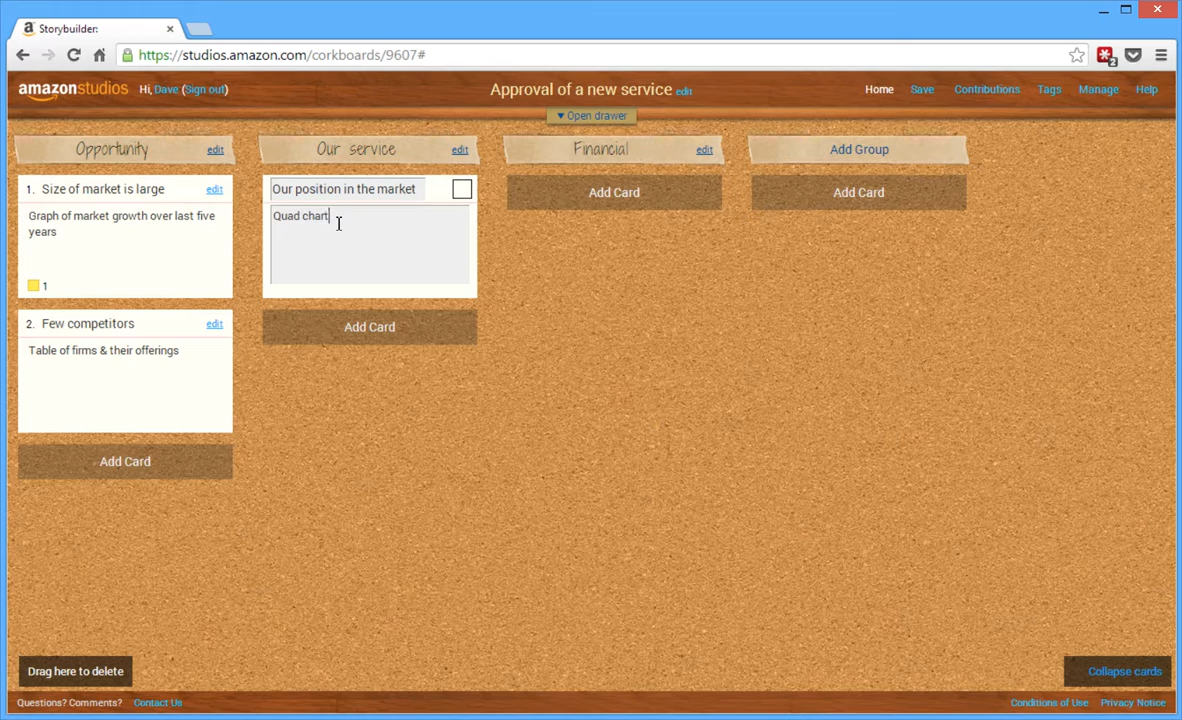 Storybuilder:
https://studios.amazon.com/corkboards/9607#
2
amazonstudios Hi, Dave (Sign out)
Approval of a new service edit
Home Save Contributions Tags Manage Help
▼ Open drawer
Opportunity edit
Our service edit
Financial edit
Add Group
1. Size of market is large edit
Graph of market growth over last five
years
1
2. Few competitors edit
Table of firms & their offerings
Add Card
Our position in the market
Quad chart
Add Card
Add Card
Add Card
Drag here to delete
Collapse cards
Questions? Comments? Contact Us
Conditions of Use Privacy Notice